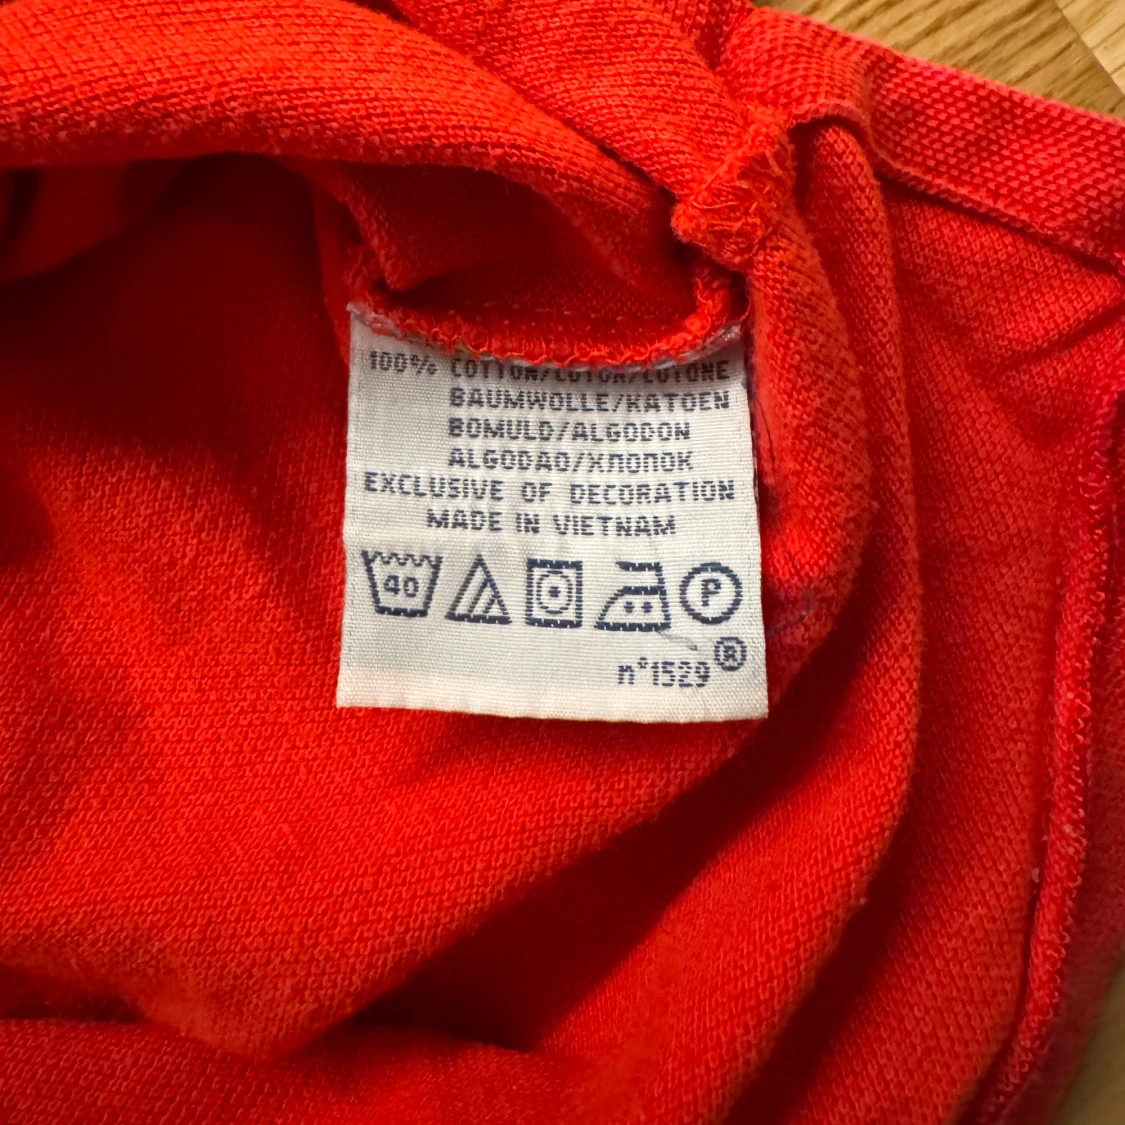 100% COTTON/COTON/COTONE
BAUMWOLLE/KATOEN
BOMULD/ALGODON
ALGODAO/ХЛОПОК
EXCLUSIVE OF DECORATION
MADE IN VIETNAM
40 P
n°1529®